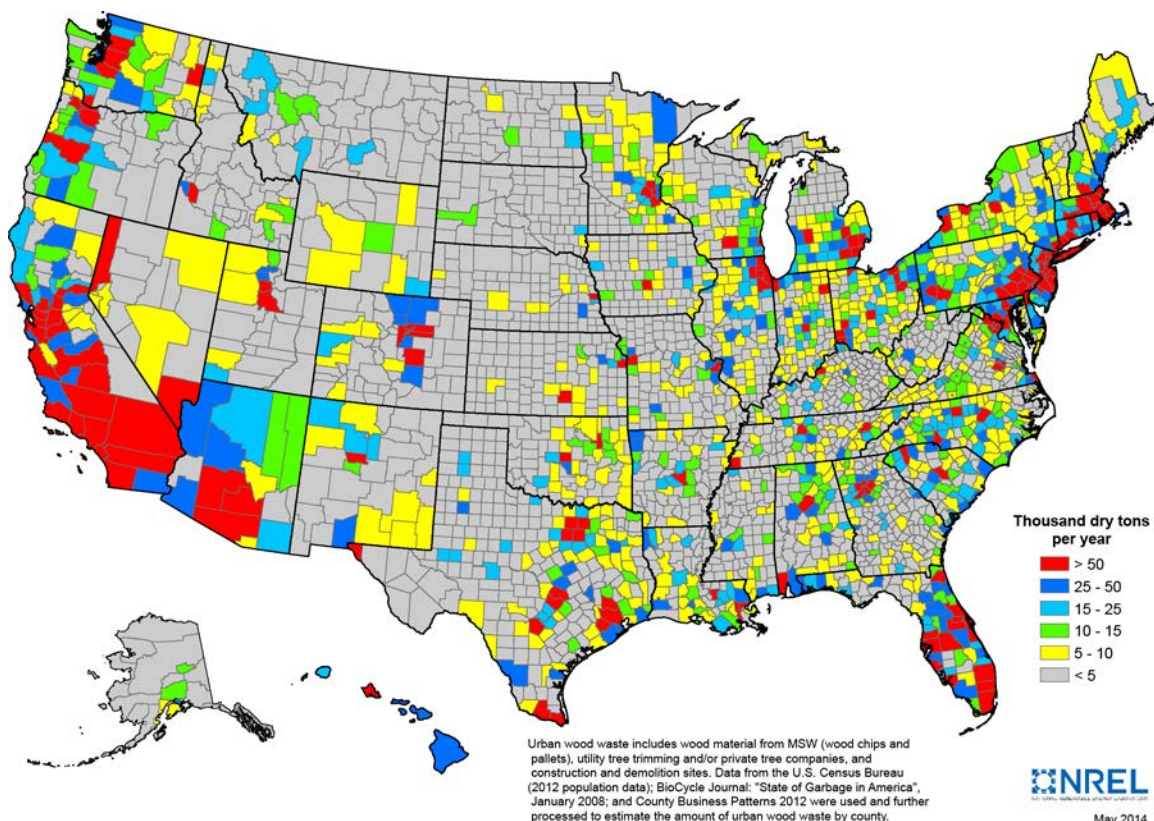 Thousand dry tons
per year
> 50
25 - 50
15 - 25
10 - 15
5 - 10
< 5
Urban wood waste includes wood material from MSW (wood chips and
pallets), utility tree trimming and/or private tree companies, and
construction and demolition sites. Data from the U.S. Census Bureau
(2012 population data); BioCycle Journal: "State of Garbage in America",
January 2008; and County Business Patterns 2012 were used and further
processed to estimate the amount of urban wood waste by county.
NREL
May 2014